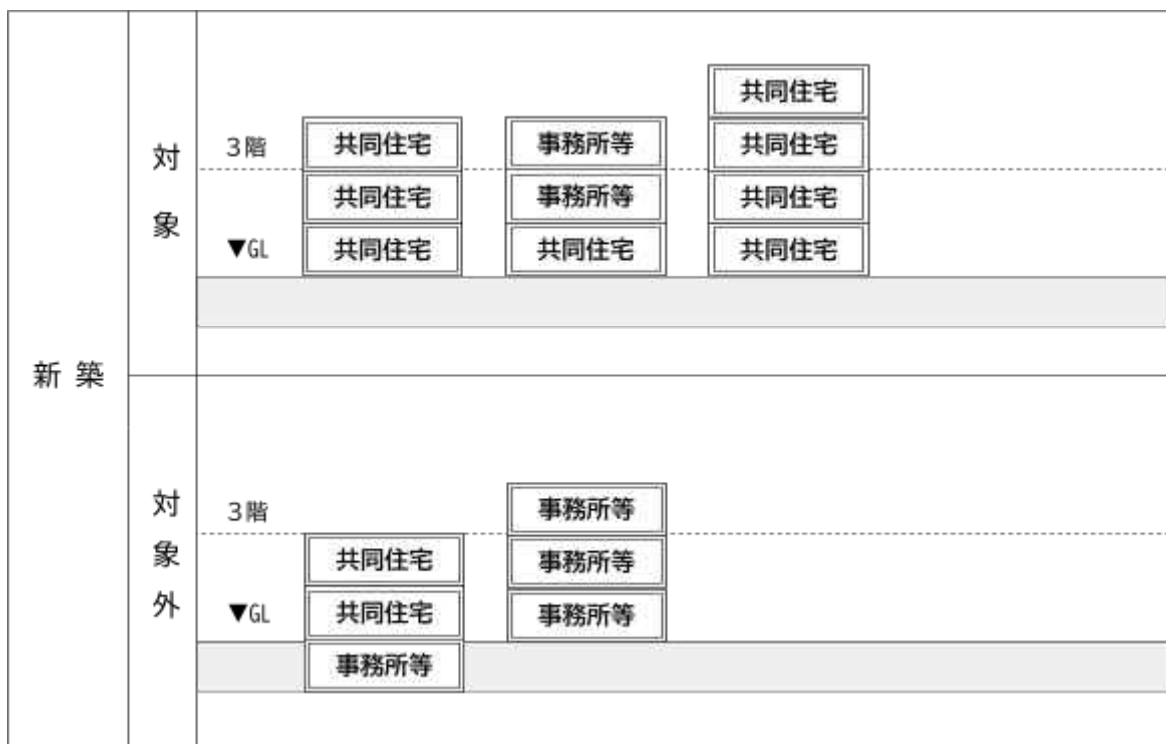 新築
対象
共同住宅
3階
共同住宅
事務所等
共同住宅
共同住宅
事務所等
共同住宅
▼GL
共同住宅
共同住宅
共同住宅
対象外
3階
事務所等
共同住宅
事務所等
▼GL
共同住宅
事務所等
事務所等